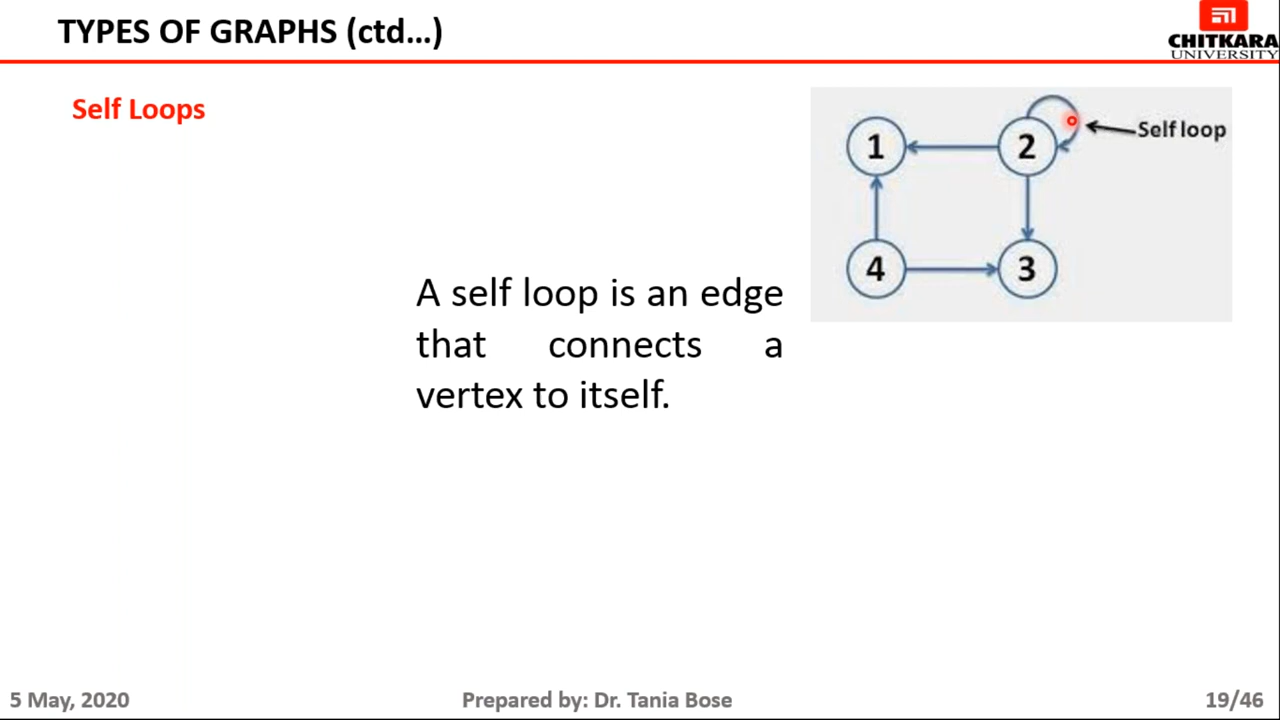 TYPES OF GRAPHS (ctd...)
CHITKARA
UNIVERSITY
Self Loops
1
2
Self loop
4
3
A self loop is an edge
that connects a
vertex to itself.
5 May, 2020
Prepared by: Dr. Tania Bose
19/46